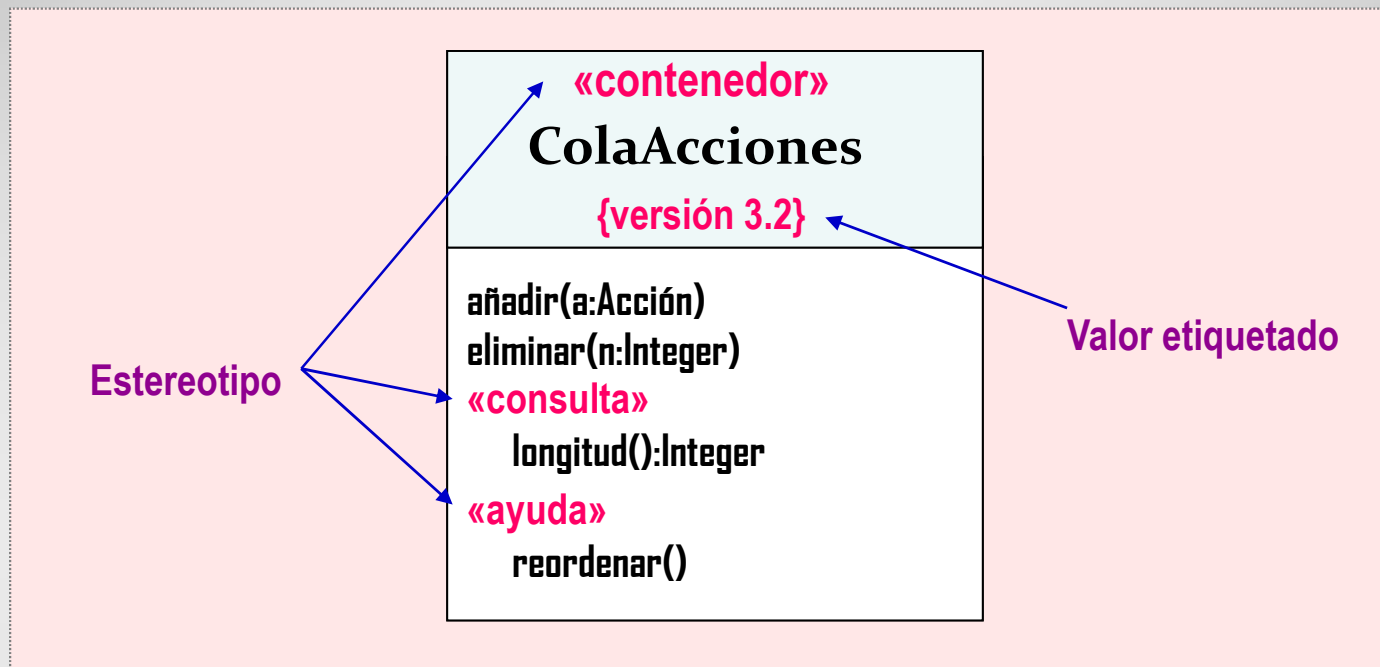 «contenedor»
ColaAcciones
{versión 3.2}
añadir(a:Acción)
eliminar(n:Integer)
«consulta»
longitud():Integer
«ayuda»
reordenar()
Estereotipo
Valor etiquetado